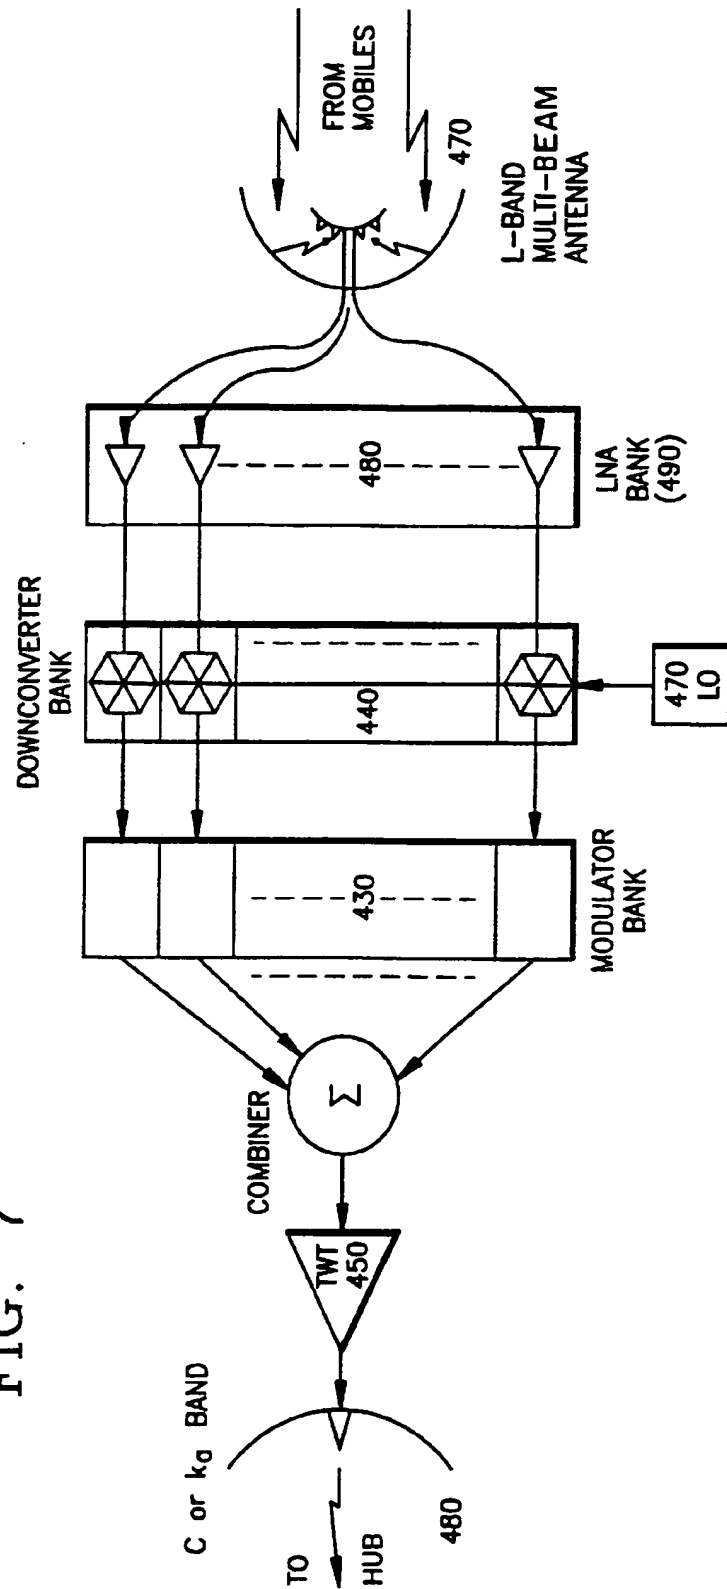 FIG. 7
C or ka BAND
TO
HUB
480
TWT
450
COMBINER
Σ
MODULATOR
BANK
430
DOWNCONVERTER
BANK
440
470
LO
480
LNA
BANK
(490)
FROM
MOBILES
470
L-BAND
MULTI-BEAM
ANTENNA